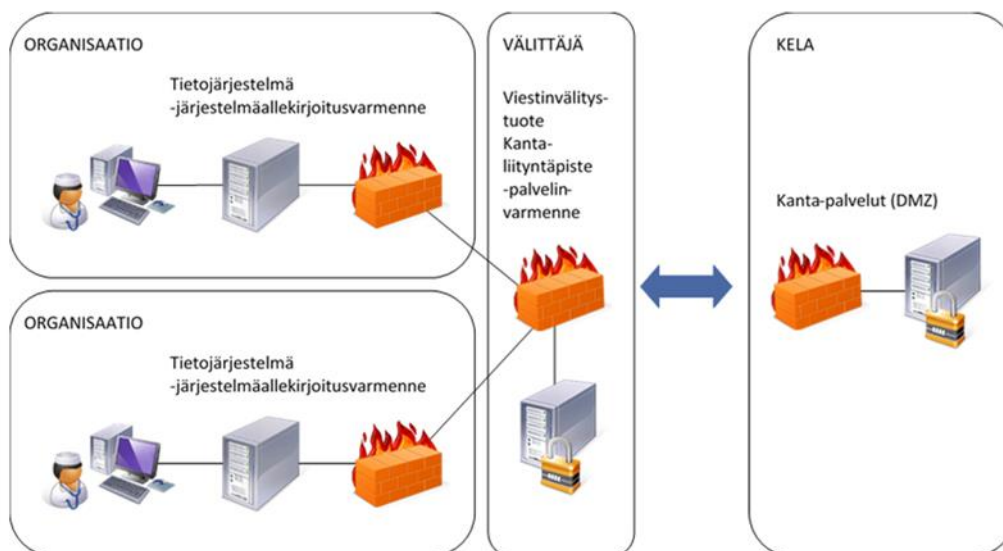 ORGANISAATIO
Tietojärjestelmä
-järjestelmäallekirjoitusvarmenne
ORGANISAATIO
Tietojärjestelmä
-järjestelmäallekirjoitusvarmenne
VÄLITTÄJÄ
Viestinvälitys-
tuote
Kanta-
liityntäpiste
-palvelin-
varmenne
KELA
Kanta-palvelut (DMZ)